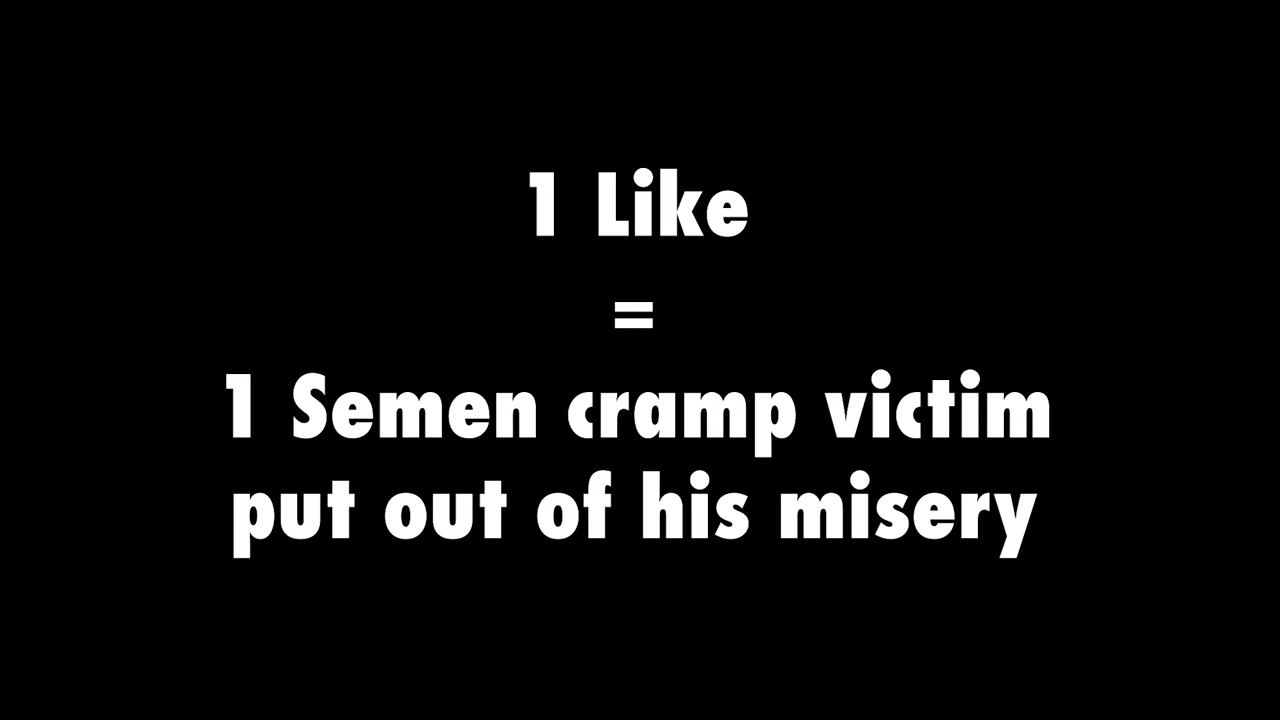 1 Like
=
1 Semen cramp victim
put out of his misery